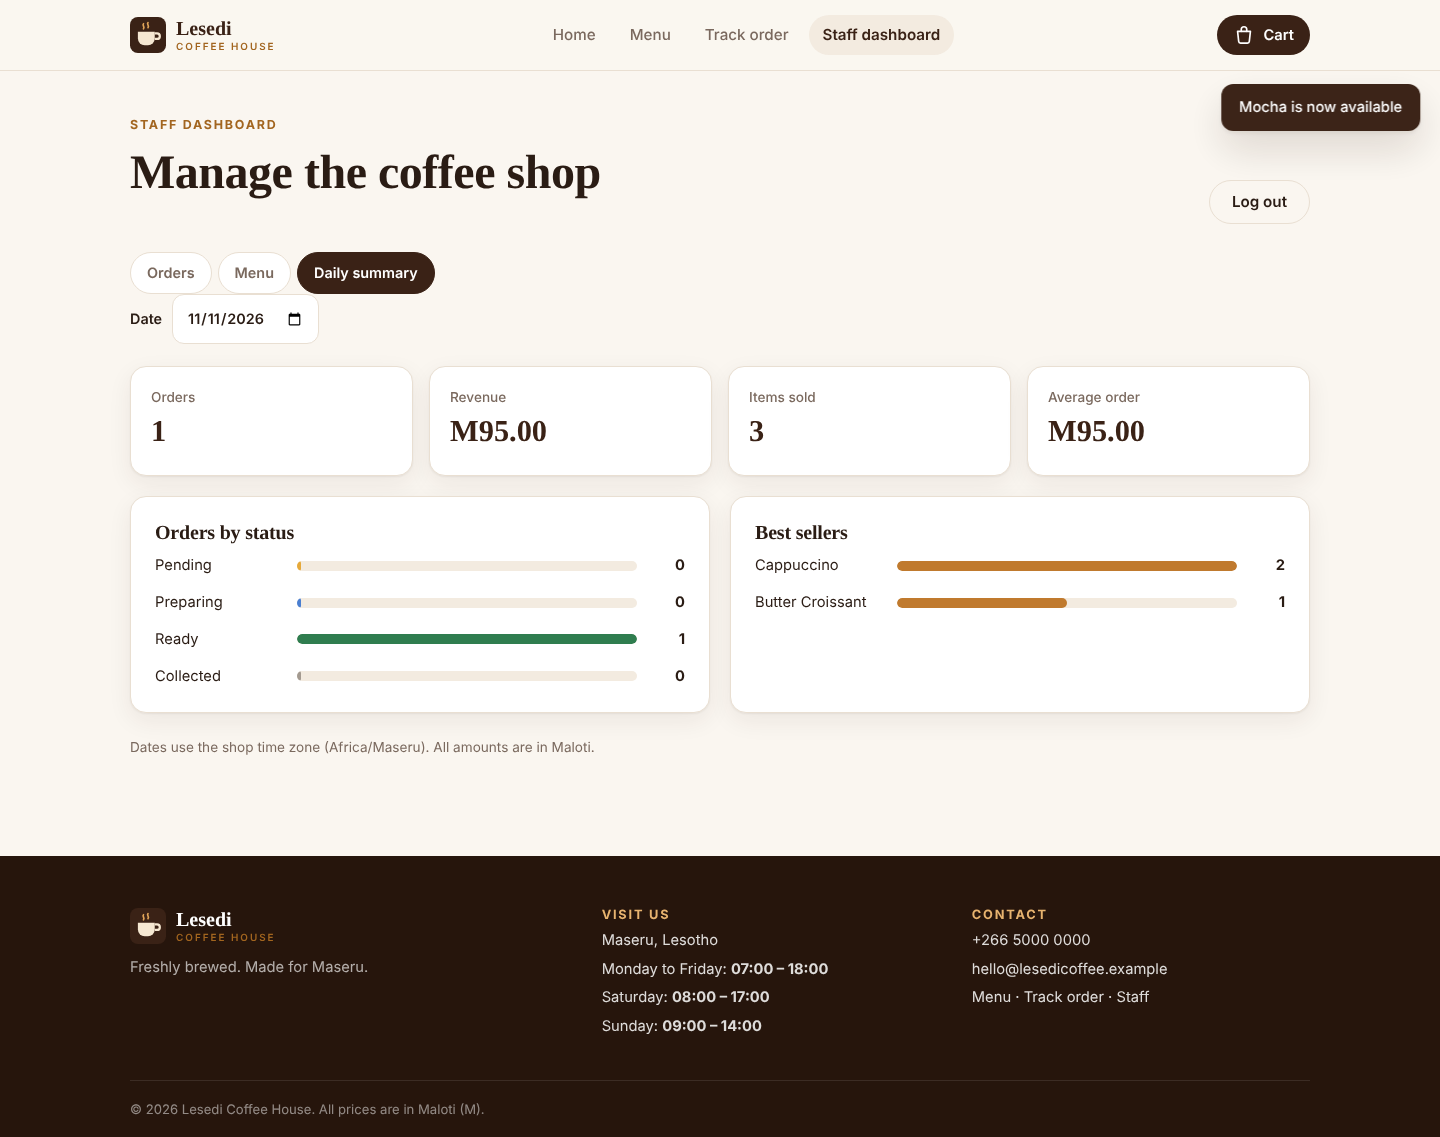 Lesedi
COFFEE HOUSE
Home
Menu
Track order
Staff dashboard
Cart
Mocha is now available
STAFF DASHBOARD
Manage the coffee shop
Log out
Orders
Menu
Daily summary
Date
11/11/2026
Orders
1
Revenue
M95.00
Items sold
3
Average order
M95.00
Orders by status
Pending 0
Preparing 0
Ready 1
Collected 0
Best sellers
Cappuccino 2
Butter Croissant 1
Dates use the shop time zone (Africa/Maseru). All amounts are in Maloti.
Lesedi
COFFEE HOUSE
Freshly brewed. Made for Maseru.
VISIT US
Maseru, Lesotho
Monday to Friday: 07:00 – 18:00
Saturday: 08:00 – 17:00
Sunday: 09:00 – 14:00
CONTACT
+266 5000 0000
hello@lesedicoffee.example
Menu · Track order · Staff
© 2026 Lesedi Coffee House. All prices are in Maloti (M).